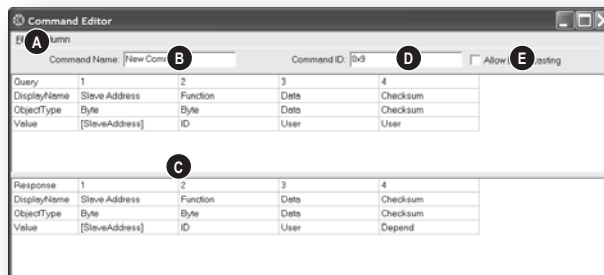 Command Editor
A
Command Name: New B
Command ID: 0x9 D
Allow E
Query 1 2 3 4
DisplayName Slave Address Function Data Checksum
ObjectType Byte Byte Data Checksum
Value [SlaveAddress] ID User User
C
Response 1 2 3 4
DisplayName Slave Address Function Data Checksum
ObjectType Byte Byte Data Checksum
Value [SlaveAddress] ID User Depend